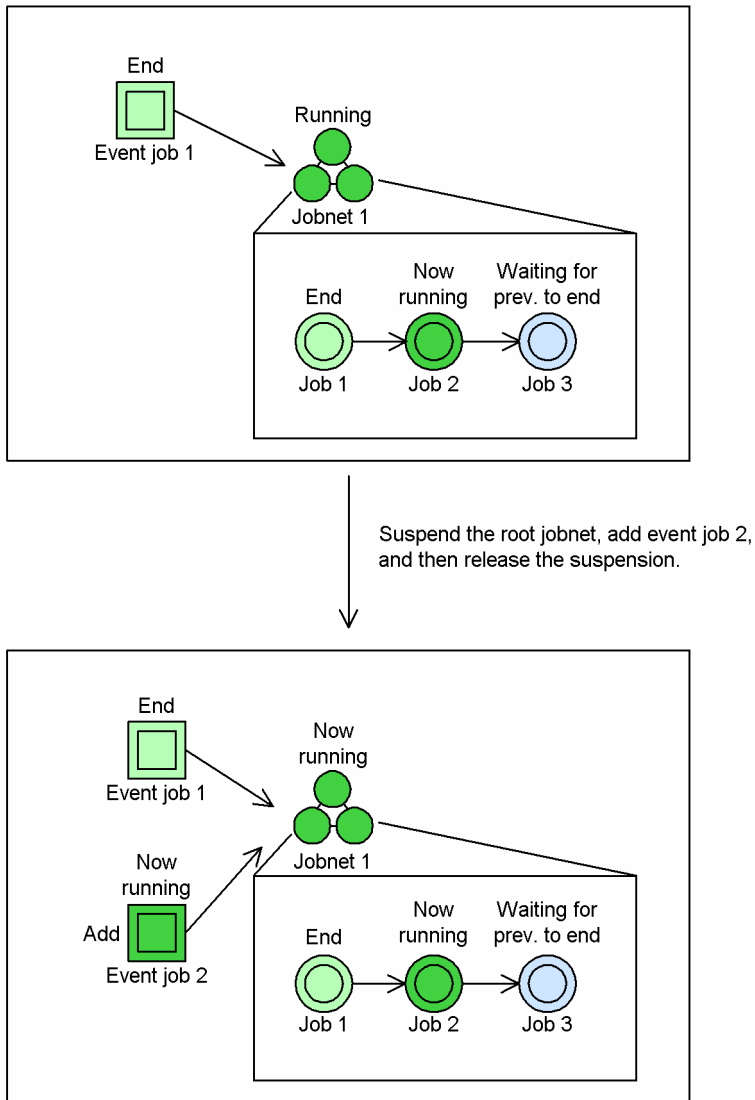 End
Event job 1
Running
Jobnet 1
End
Now
running
Waiting for
prev. to end
Job 1
Job 2
Job 3
Suspend the root jobnet, add event job 2,
and then release the suspension.
End
Event job 1
Now
running
Jobnet 1
Now
running
Add
Event job 2
End
Now
running
Waiting for
prev. to end
Job 1
Job 2
Job 3